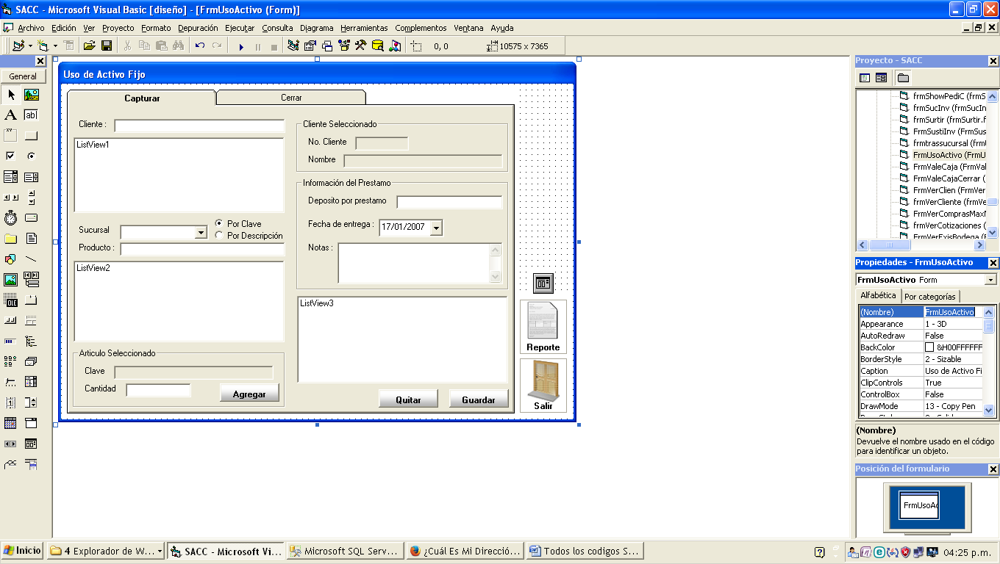 SACC - Microsoft Visual Basic [diseño] - [FrmUsoActivo (Form)]
Archivo Edición Ver Proyecto Formato Depuración Ejecutar Consulta Diagrama Herramientas Complementos Ventana Ayuda
0, 0 10575 x 7365
General
A ab|
xy
OLE
Uso de Activo Fijo
Capturar Cerrar
Cliente :
ListView1
Sucursal
Por Clave
Por Descripción
Producto :
ListView2
Articulo Seleccionado
Clave
Cantidad
Agregar
Cliente Seleccionado
No. Cliente
Nombre
Información del Prestamo
Deposito por prestamo
Fecha de entrega : 17/01/2007
Notas :
ListView3
Quitar Guardar
Reporte
Salir
Proyecto - SACC
frmShowPediC (frmS
frmSucInv (frmSucIn
frmSurtir (frmSurtir.f
FrmSustiInv (FrmSus
frmtrassucursal (frmt
FrmUsoActivo (FrmU
FrmValeCaja (FrmVal
FrmValeCajaCerrar (
FrmVerClien (FrmVer
frmVerCliente (frmVe
FrmVerComprasMaxM
frmVerCotizaciones (
FrmVerExisBodega (F
Propiedades - FrmUsoActivo
FrmUsoActivo Form
Alfabética Por categorías
(Nombre) FrmUsoActivo
Appearance 1 - 3D
AutoRedraw False
BackColor &H00FFFFFF
BorderStyle 2 - Sizable
Caption Uso de Activo Fi
ClipControls True
ControlBox False
DrawMode 13 - Copy Pen
(Nombre)
Devuelve el nombre usado en el código
para identificar un objeto.
Posición del formulario
FrmUsoAc
Inicio 4 Explorador de W... SACC - Microsoft Vi... Microsoft SQL Serv... ¿Cuál Es Mi Direcció... Todos los codigos S... 04:25 p.m.